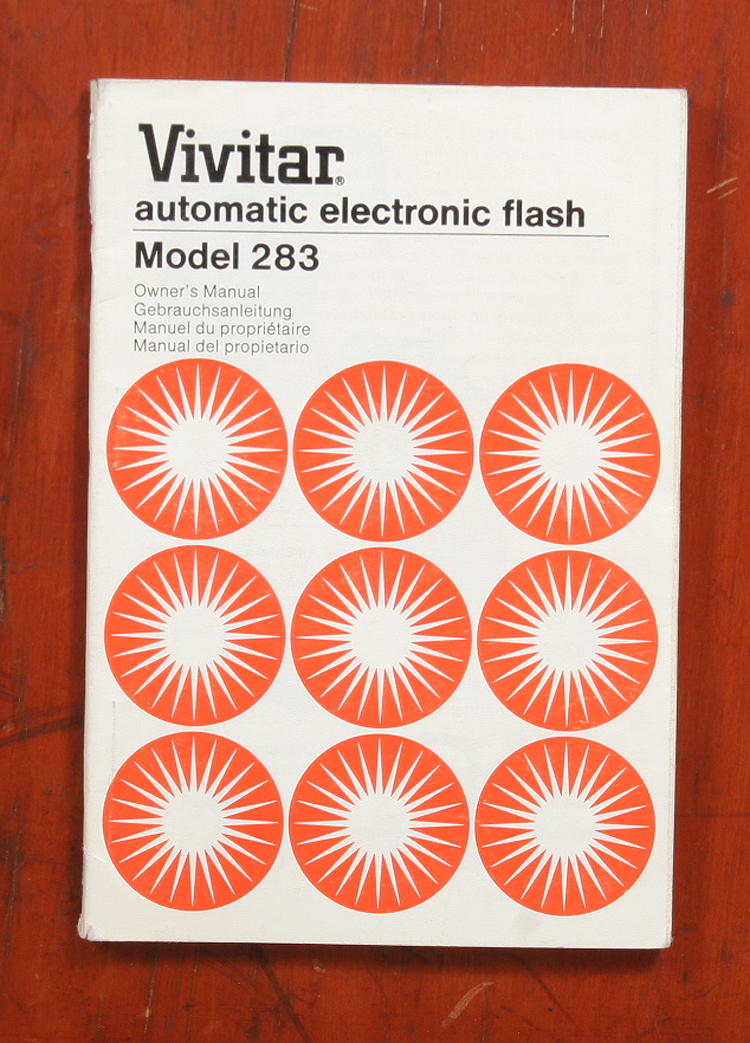 Vivitar®
automatic electronic flash
Model 283
Owner's Manual
Gebrauchsanleitung
Manuel du propriétaire
Manual del propietario